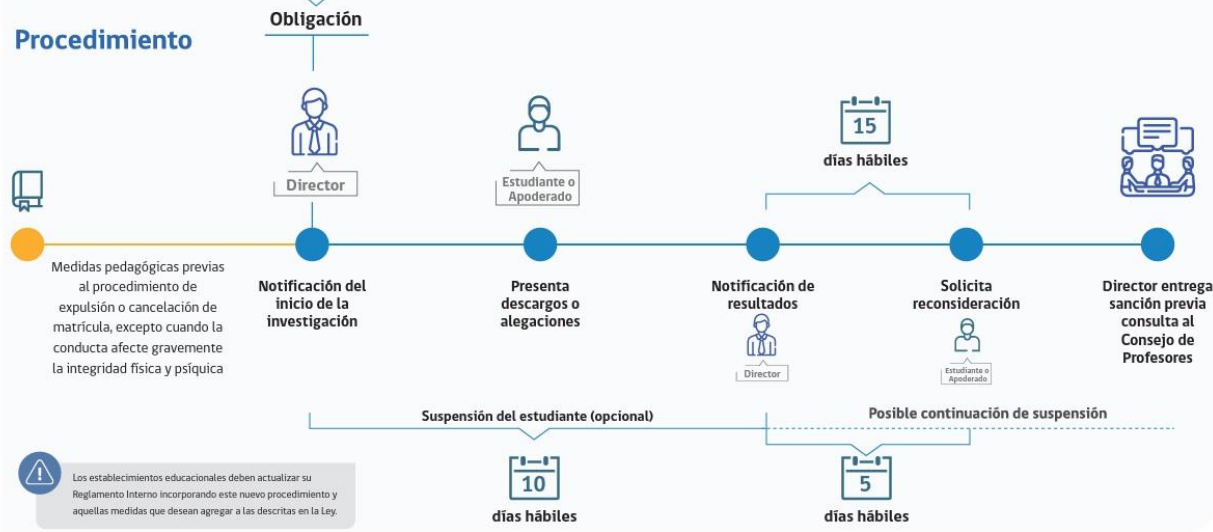 Obligación
Procedimiento
Director
Estudiante o
Apoderado
15
días hábiles
Medidas pedagógicas previas
al procedimiento de
expulsión o cancelación de
matrícula, excepto cuando la
conducta afecte gravemente
la integridad física y psíquica
Notificación del
inicio de la
investigación
Presenta
descargos o
alegaciones
Notificación de
resultados
Director
Solicita
reconsideración
Estudiante o
Apoderado
Director entrega
sanción previa
consulta al
Consejo de
Profesores
Suspensión del estudiante (opcional)
Posible continuación de suspensión
10
días hábiles
5
días hábiles
Los establecimientos educacionales deben actualizar su
Reglamento Interno incorporando este nuevo procedimiento y
aquellas medidas que desean agregar a las descritas en la Ley.